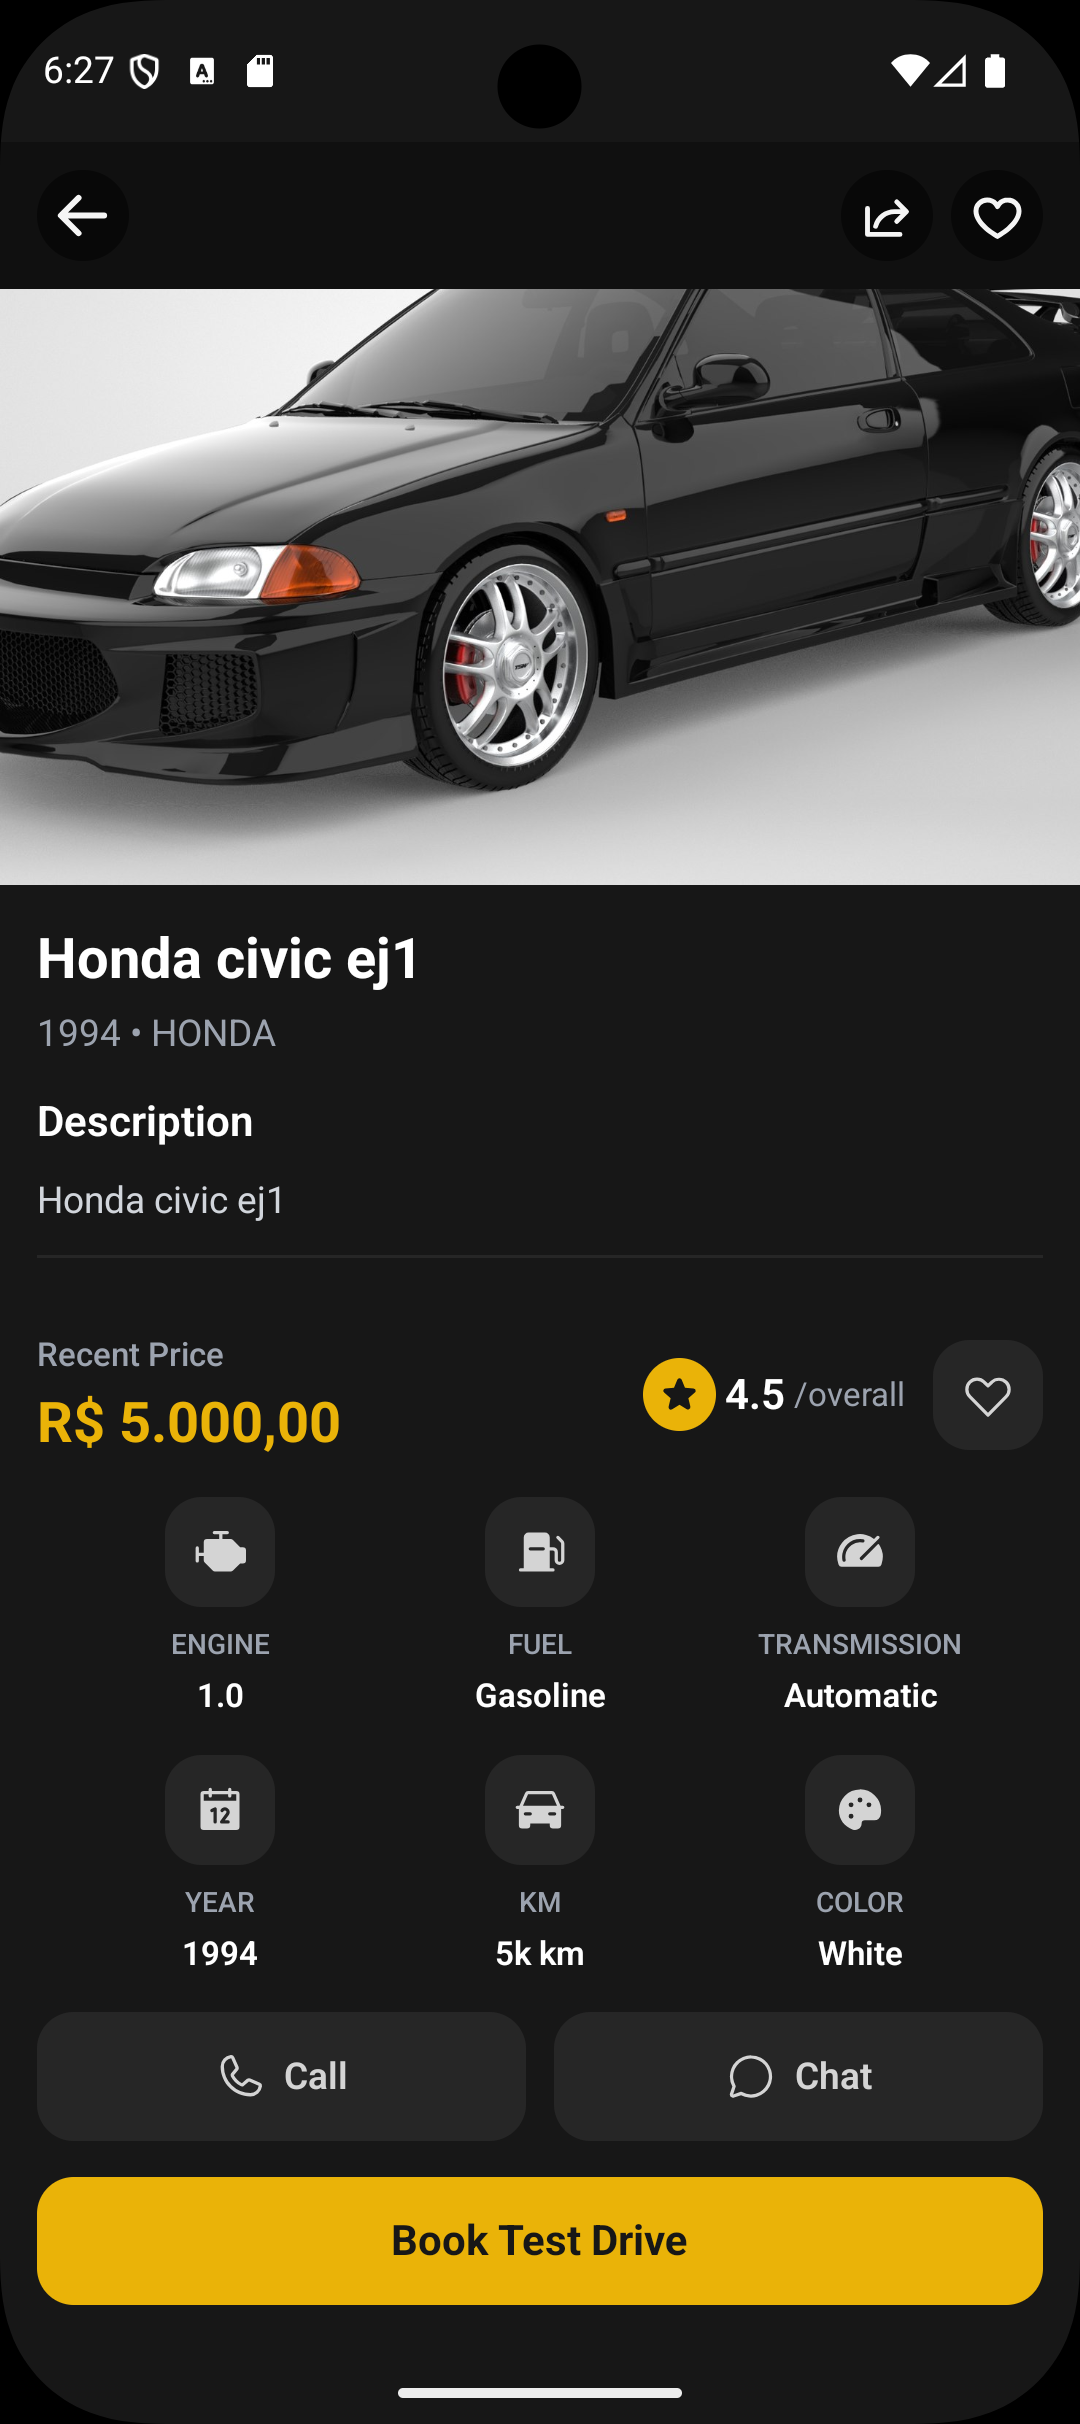 6:27
Honda civic ej1
1994 • HONDA
Description
Honda civic ej1
Recent Price
R$ 5.000,00
4.5 /overall
ENGINE
FUEL
TRANSMISSION
1.0
Gasoline
Automatic
12
YEAR
KM
COLOR
1994
5k km
White
Call
Chat
Book Test Drive